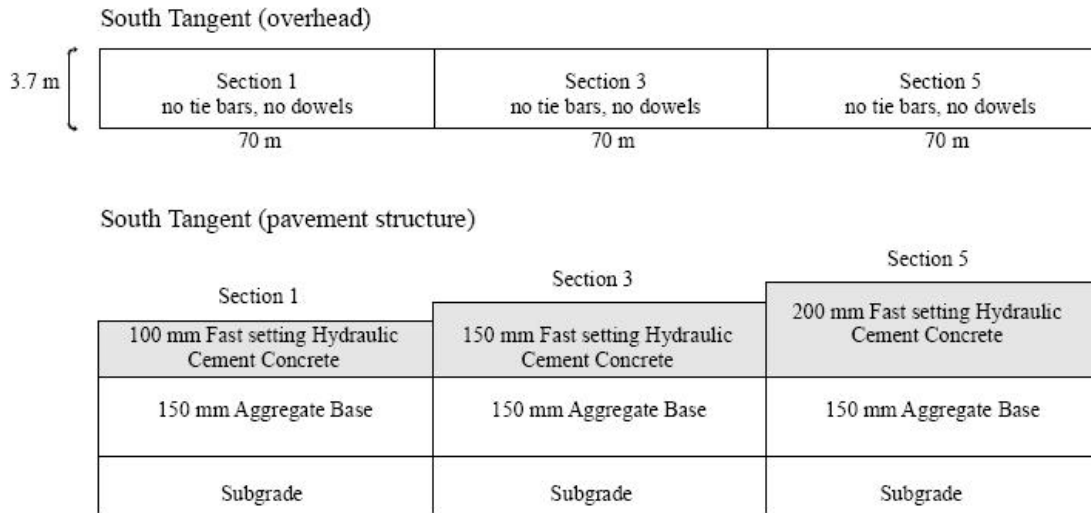 South Tangent (overhead)
3.7 m
Section 1
no tie bars, no dowels
Section 3
no tie bars, no dowels
Section 5
no tie bars, no dowels
70 m
70 m
70 m
South Tangent (pavement structure)
Section 1
Section 3
Section 5
100 mm Fast setting Hydraulic
Cement Concrete
150 mm Fast setting Hydraulic
Cement Concrete
200 mm Fast setting Hydraulic
Cement Concrete
150 mm Aggregate Base
150 mm Aggregate Base
150 mm Aggregate Base
Subgrade
Subgrade
Subgrade